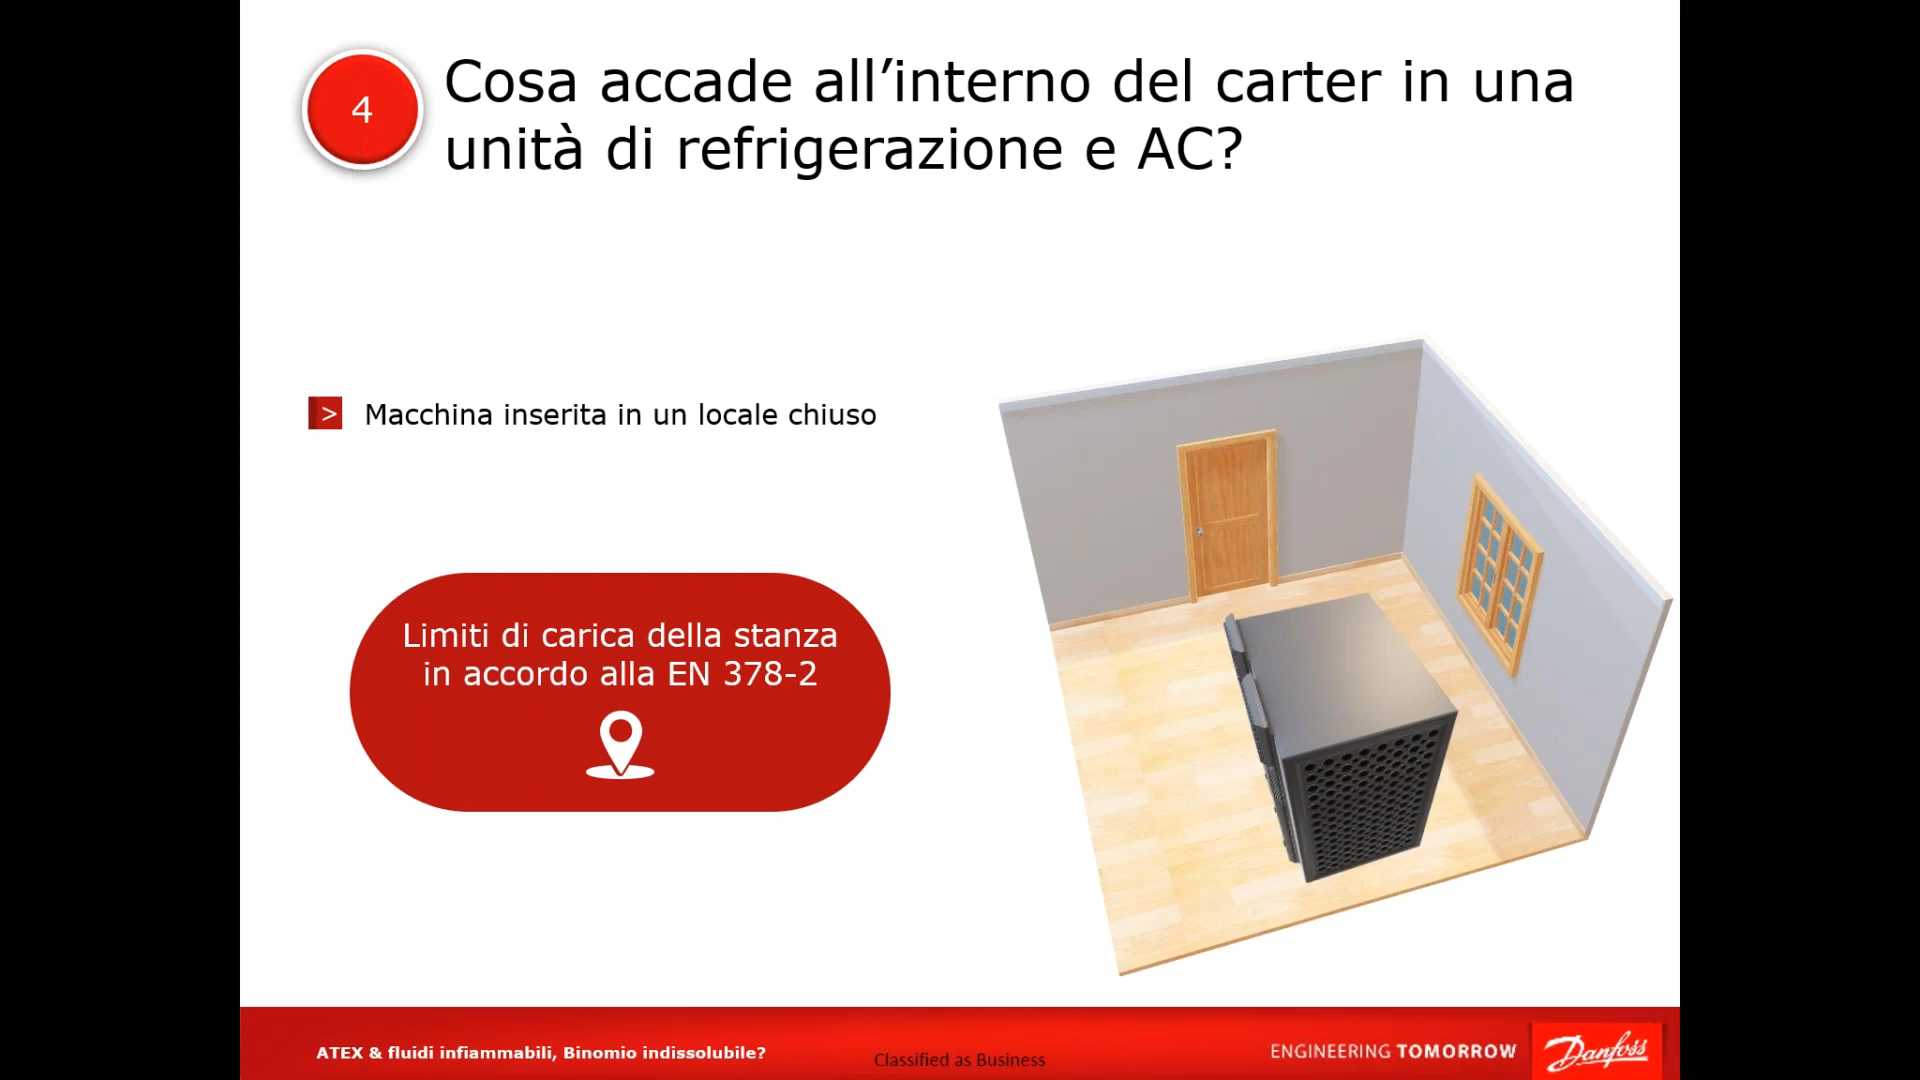 4
Cosa accade all’interno del carter in una
unità di refrigerazione e AC?
> Macchina inserita in un locale chiuso
Limiti di carica della stanza
in accordo alla EN 378-2
ATEX & fluidi infiammabili, Binomio indissolubile?
Classified as Business
ENGINEERING TOMORROW
Danfoss